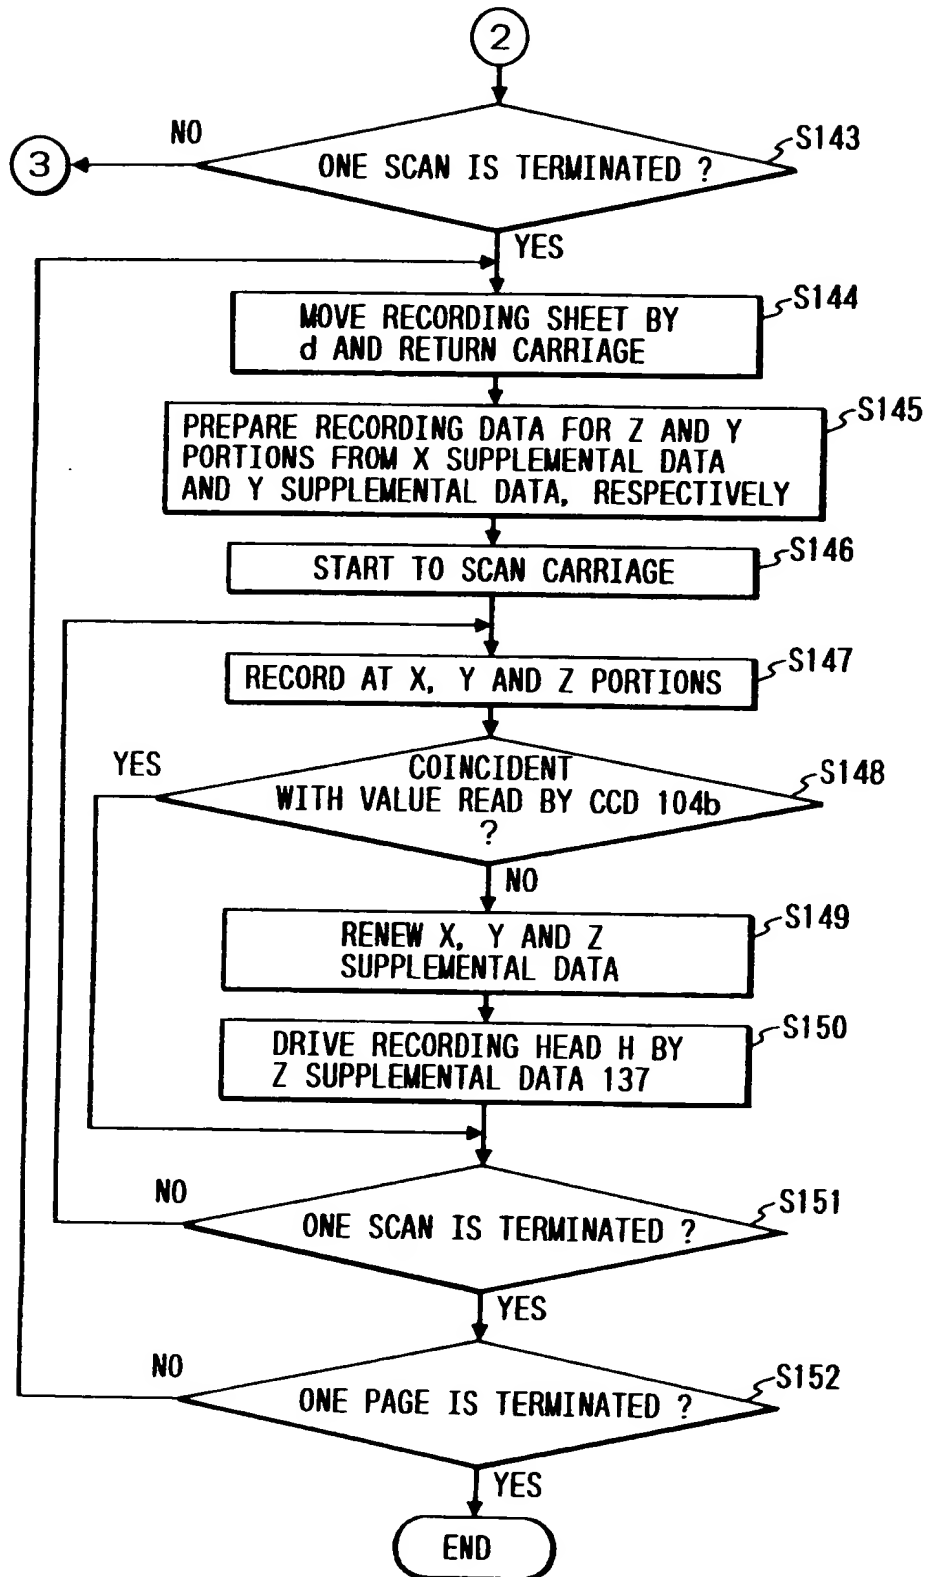 2
NO
S143
3
ONE SCAN IS TERMINATED ?
YES
S144
MOVE RECORDING SHEET BY
d AND RETURN CARRIAGE
S145
PREPARE RECORDING DATA FOR Z AND Y
PORTIONS FROM X SUPPLEMENTAL DATA
AND Y SUPPLEMENTAL DATA, RESPECTIVELY
S146
START TO SCAN CARRIAGE
S147
RECORD AT X, Y AND Z PORTIONS
YES
S148
COINCIDENT
WITH VALUE READ BY CCD 104b
?
NO
S149
RENEW X, Y AND Z
SUPPLEMENTAL DATA
S150
DRIVE RECORDING HEAD H BY
Z SUPPLEMENTAL DATA 137
NO
S151
ONE SCAN IS TERMINATED ?
YES
NO
S152
ONE PAGE IS TERMINATED ?
YES
END